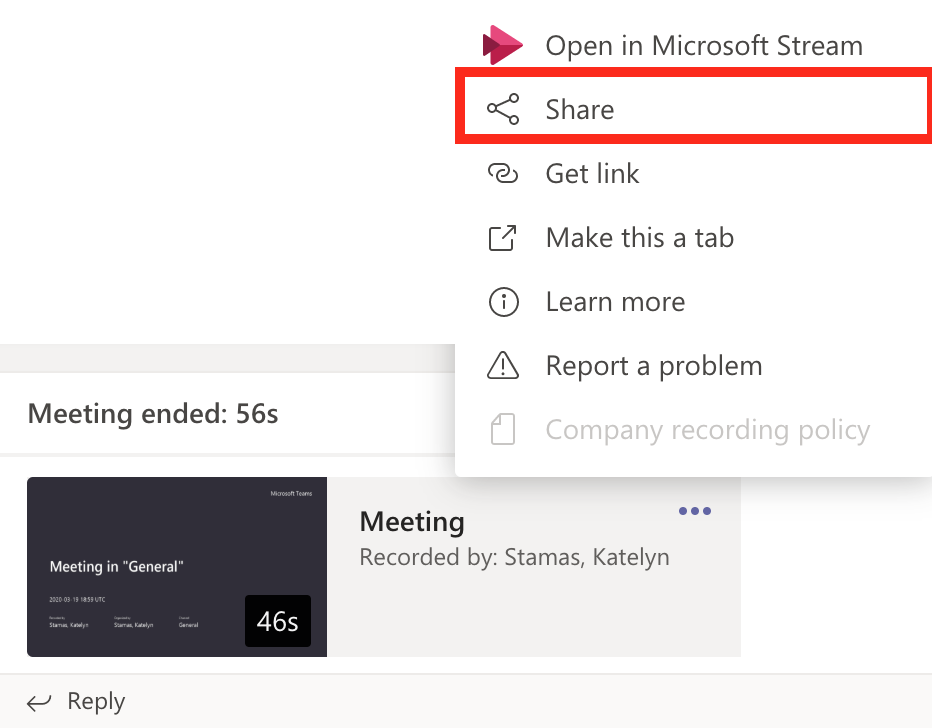 Open in Microsoft Stream
Share
Get link
Make this a tab
Learn more
Report a problem
Company recording policy
Meeting ended: 56s
Microsoft Teams
Meeting in "General"
2020-03-19 18:59 UTC
Recorded by
Organized by
Channel
Stamas, Katelyn
Stamas, Katelyn
General
46s
Meeting
Recorded by: Stamas, Katelyn
Reply